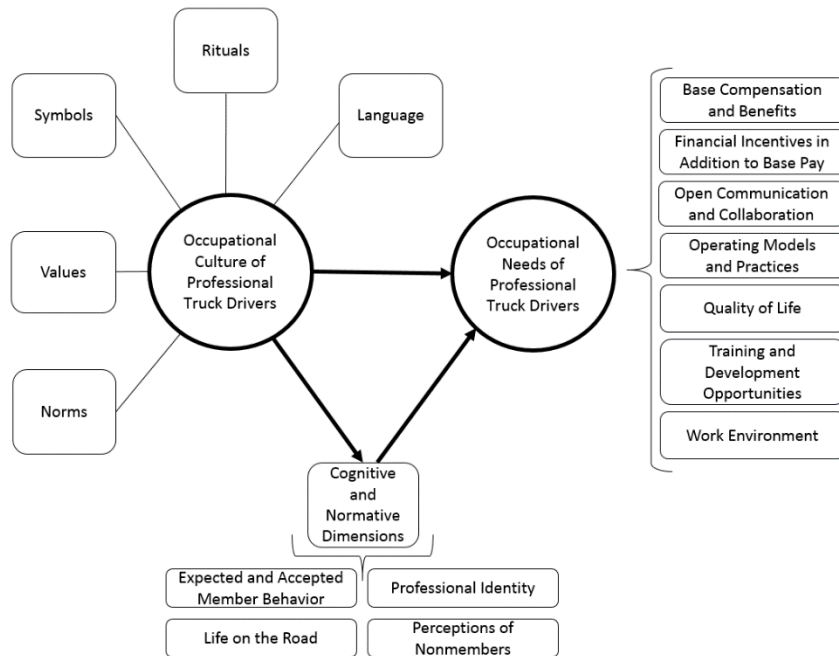 Rituals
Symbols
Language
Values
Norms
Occupational
Culture of
Professional
Truck Drivers
Occupational
Needs of
Professional
Truck Drivers
Base Compensation
and Benefits
Financial Incentives in
Addition to Base Pay
Open Communication
and Collaboration
Operating Models
and Practices
Quality of Life
Training and
Development
Opportunities
Work Environment
Cognitive
and
Normative
Dimensions
Expected and Accepted
Member Behavior
Professional Identity
Life on the Road
Perceptions of
Nonmembers